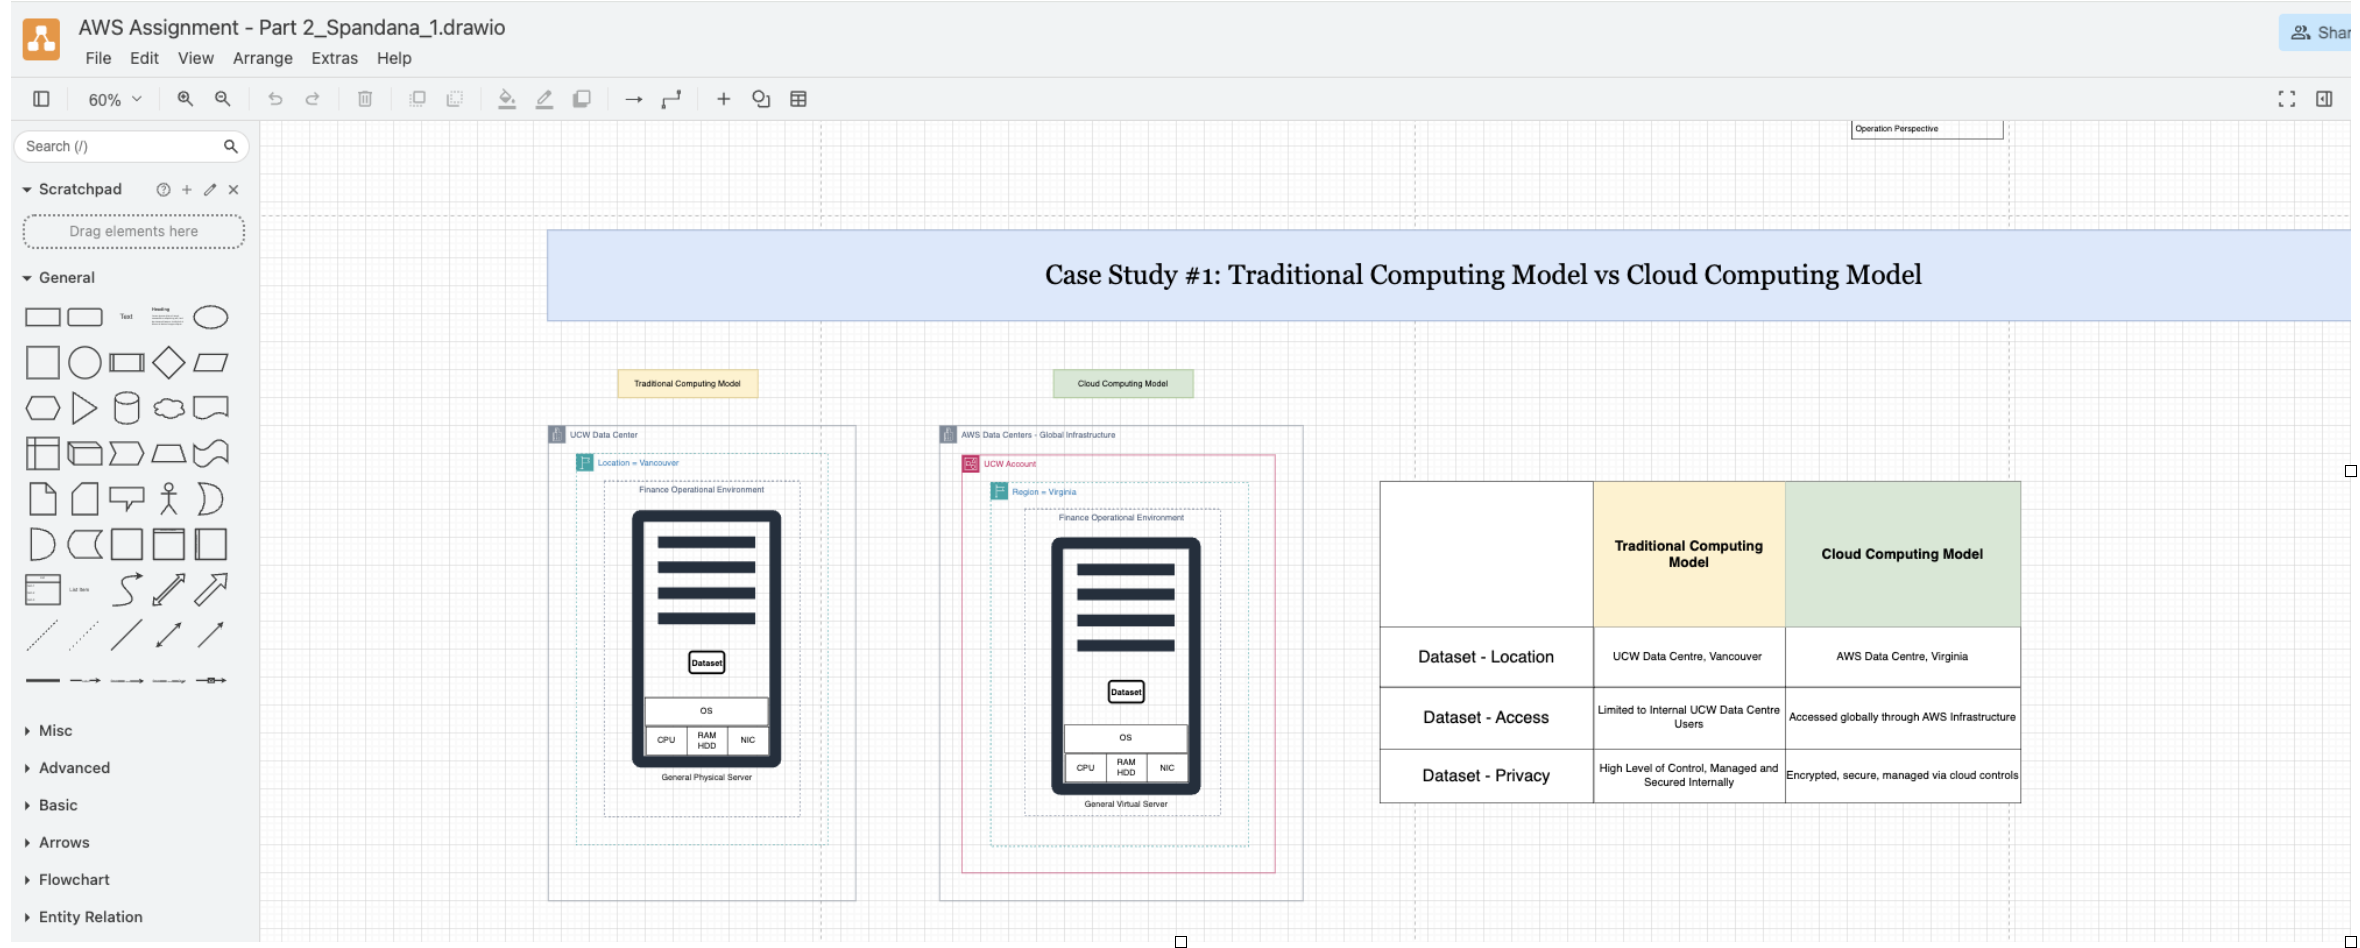 AWS Assignment - Part 2_Spandana_1.drawio
File Edit View Arrange Extras Help
Shar
60%
Search (/)
Operation Perspective
Scratchpad
Drag elements here
General
Case Study #1: Traditional Computing Model vs Cloud Computing Model
Text
Heading
List Item
Misc
Advanced
Basic
Arrows
Flowchart
Entity Relation
Traditional Computing Model
UCW Data Center
Location = Vancouver
Finance Operational Environment
Dataset
OS
CPU
RAM
HDD
NIC
General Physical Server
Cloud Computing Model
AWS Data Centers - Global Infrastructure
UCW Account
Region = Virginia
Finance Operational Environment
Dataset
OS
CPU
RAM
HDD
NIC
General Virtual Server
Traditional Computing
Model
Cloud Computing Model
Dataset - Location
UCW Data Centre, Vancouver
AWS Data Centre, Virginia
Dataset - Access
Limited to Internal UCW Data Centre
Users
Accessed globally through AWS Infrastructure
Dataset - Privacy
High Level of Control, Managed and
Secured Internally
Encrypted, secure, managed via cloud controls